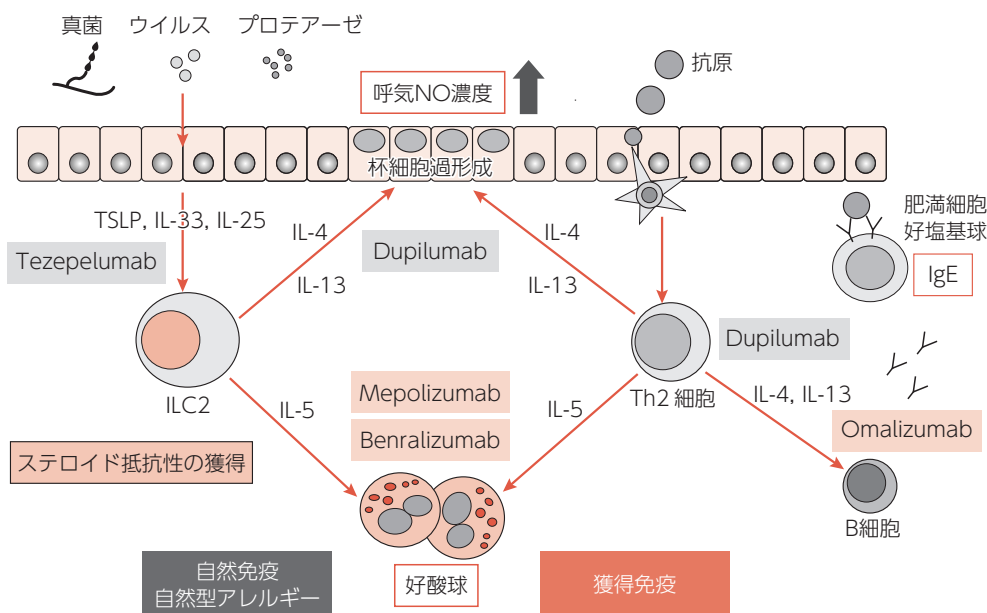 真菌
ウイルス
プロテアーゼ
抗原
呼気NO濃度
杯細胞過形成
TSLP, IL-33, IL-25
Tezepelumab
IL-4
IL-13
Dupilumab
IL-4
IL-13
肥満細胞
好塩基球
IgE
ILC2
Th2 細胞
Dupilumab
IL-5
Mepolizumab
Benralizumab
IL-5
IL-4, IL-13
Omalizumab
ステロイド抵抗性の獲得
B細胞
自然免疫
自然型アレルギー
好酸球
獲得免疫